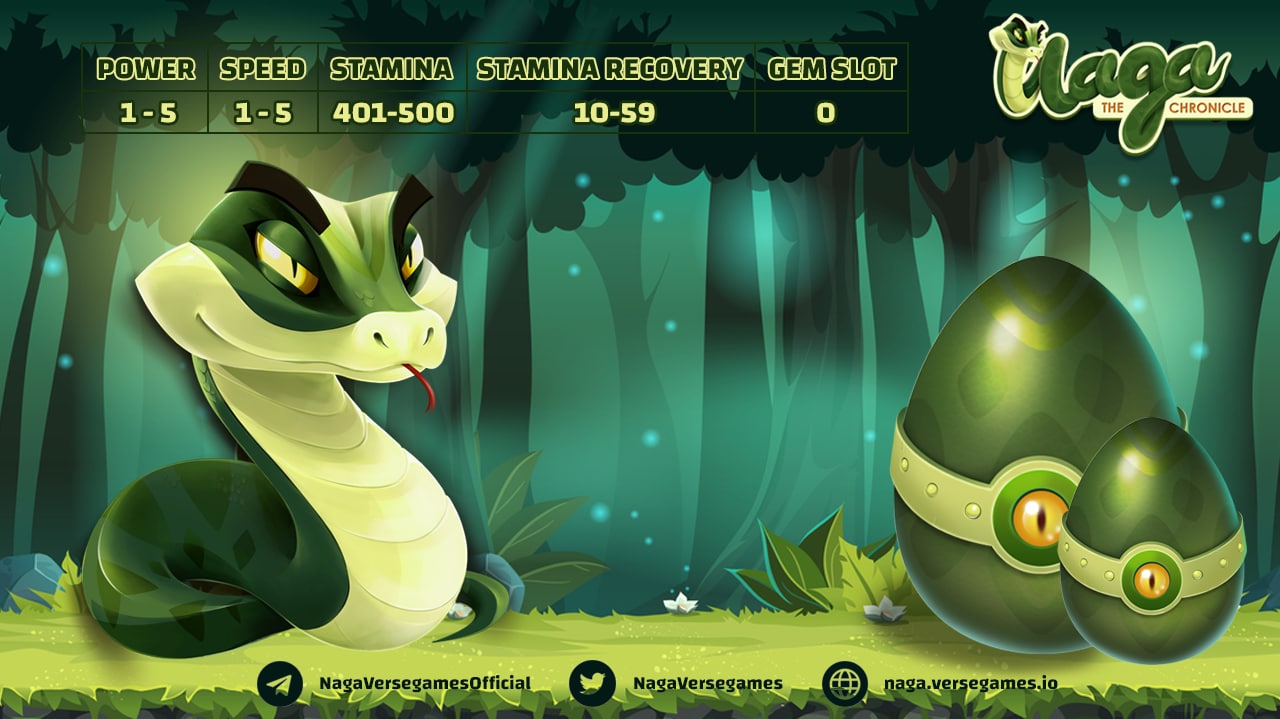 POWER SPEED STAMINA STAMINA RECOVERY GEM SLOT
1 - 5 1 - 5 401-500 10-59 0
Naga
THE CHRONICLE
NagaVersegamesOfficial NagaVersegames naga.versegames.io